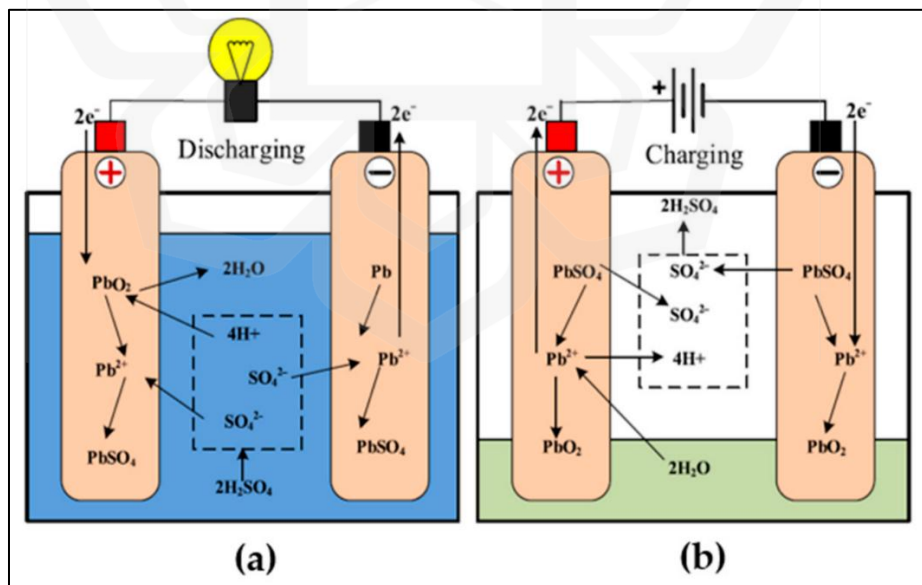 2e⁻
2e⁻
Discharging
+
−
PbO₂
2H₂O
Pb
4H+
Pb²⁺
SO₄²⁻
Pb²⁺
SO₄²⁻
PbSO₄
PbSO₄
2H₂SO₄
(a)
+
2e⁻
2e⁻
Charging
+
−
2H₂SO₄
PbSO₄
SO₄²⁻
PbSO₄
SO₄²⁻
Pb²⁺
4H+
Pb²⁺
PbO₂
PbO₂
2H₂O
(b)